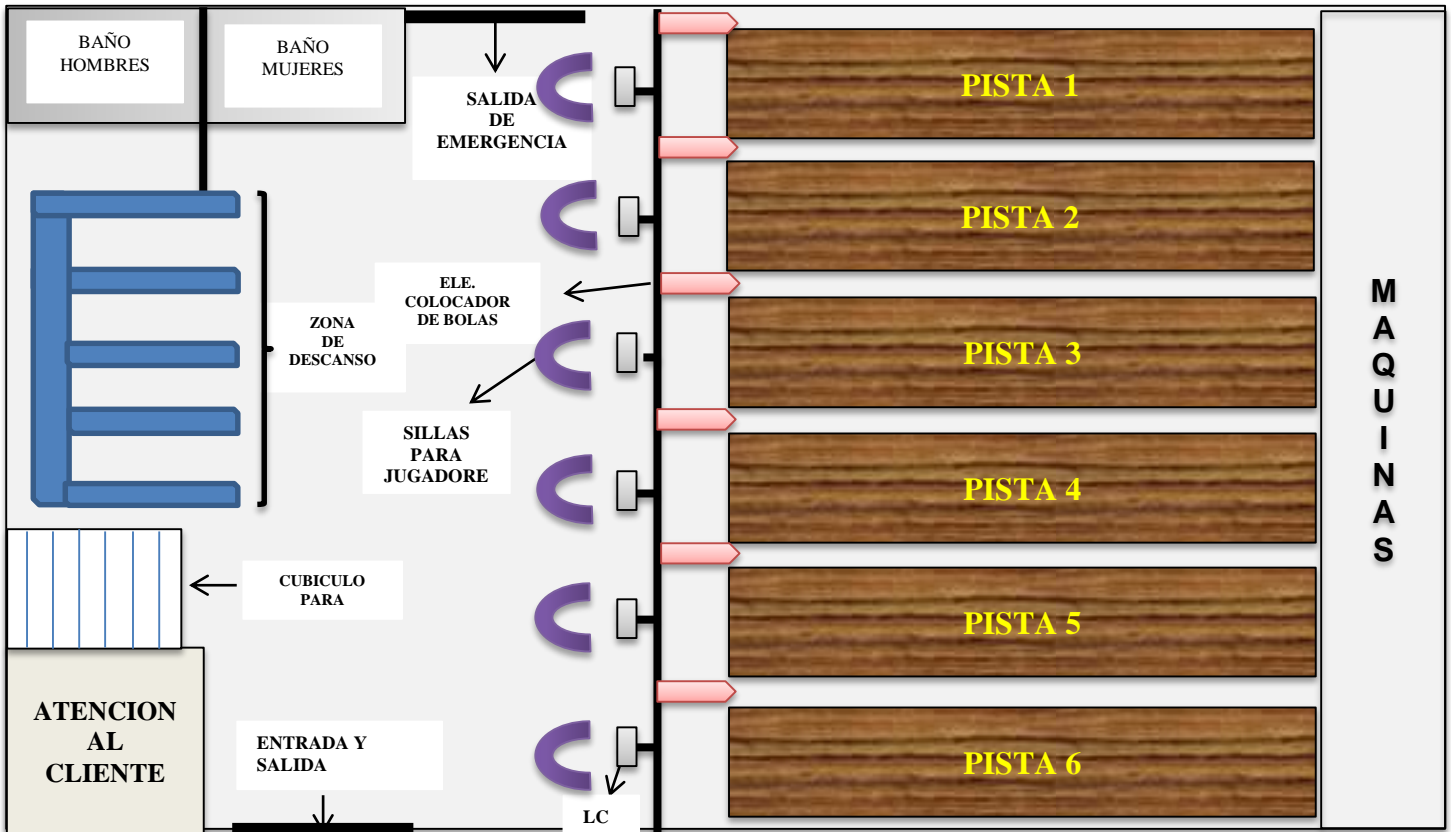 BAÑO
HOMBRES
BAÑO
MUJERES
SALIDA
DE
EMERGENCIA
PISTA 1
PISTA 2
ELE.
COLOCADOR
DE BOLAS
ZONA
DE
DESCANSO
PISTA 3
SILLAS
PARA
JUGADORE
PISTA 4
CUBICULO
PARA
PISTA 5
ATENCION
AL
CLIENTE
ENTRADA Y
SALIDA
PISTA 6
LC
M
A
Q
U
I
N
A
S